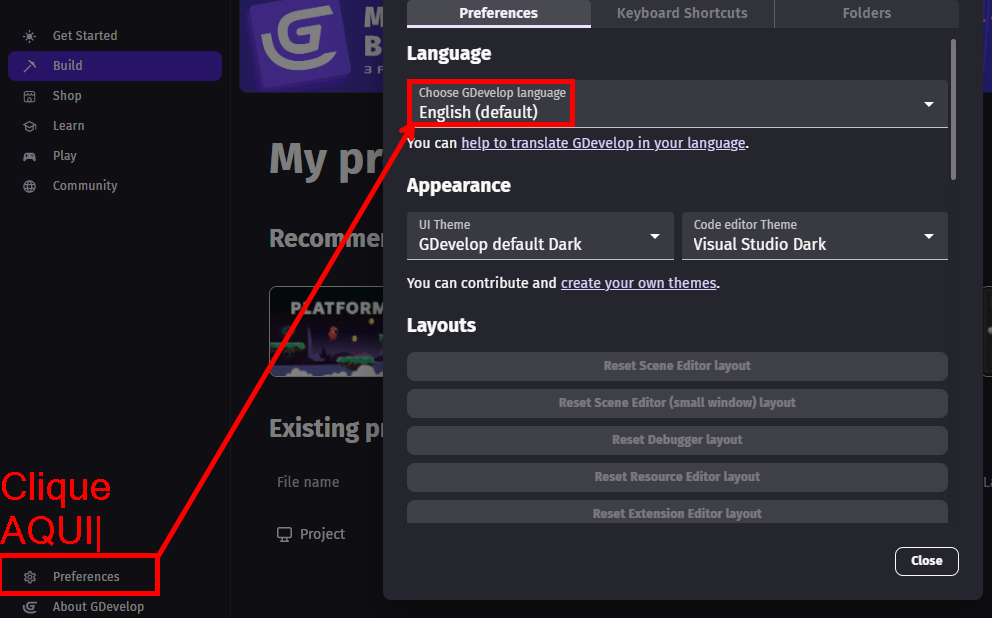 Get Started
Build
Shop
Learn
Play
Community
3 F
My pr
Recommen
PLATFORM
Existing pr
File name
Project
Clique
AQUI
Preferences
About GDevelop
Preferences
Keyboard Shortcuts
Folders
Language
Choose GDevelop language
English (default)
You can help to translate GDevelop in your language.
Appearance
UI Theme
GDevelop default Dark
Code editor Theme
Visual Studio Dark
You can contribute and create your own themes.
Layouts
Reset Scene Editor layout
Reset Scene Editor (small window) layout
Reset Debugger layout
Reset Resource Editor layout
Reset Extension Editor layout
Close